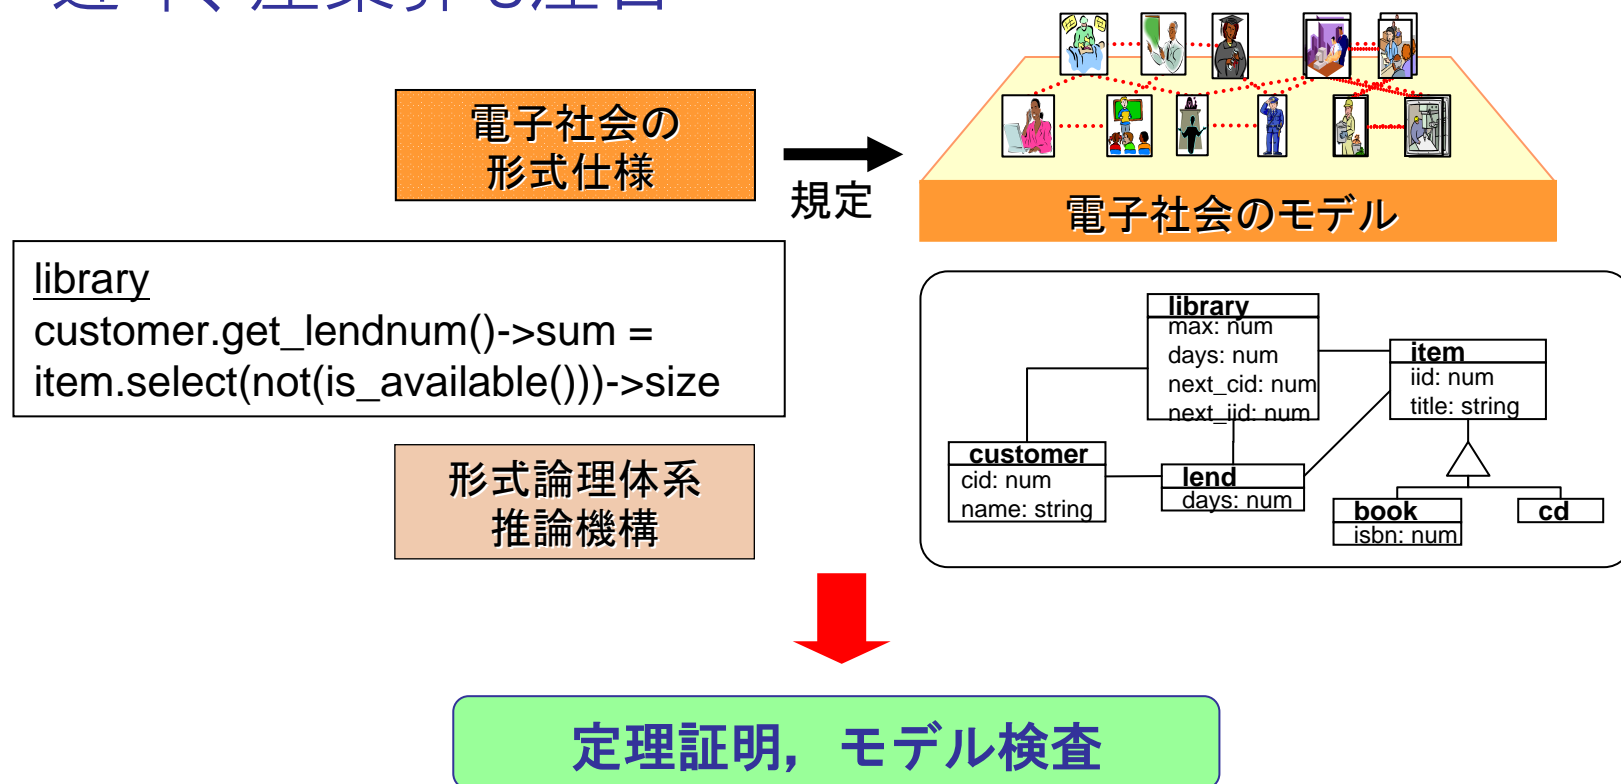 電子社会の
形式仕様
規定
電子社会のモデル
library
customer.get_lendnum()->sum =
item.select(not(is_available()))->size
形式論理体系
推論機構
library
max: num
days: num
next_cid: num
next_iid: num
item
iid: num
title: string
customer
cid: num
name: string
lend
days: num
book
isbn: num
cd
定理証明，モデル検査